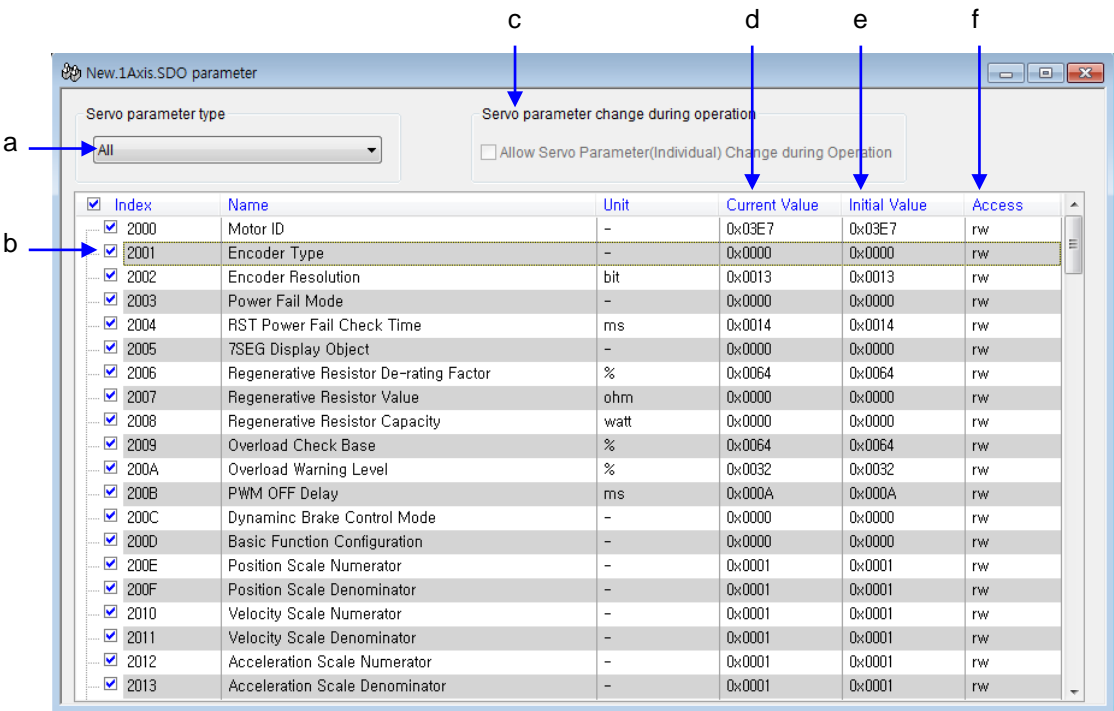 c d e f
New.1Axis.SDO parameter
Servo parameter type Servo parameter change during operation
a All Allow Servo Parameter(Individual) Change during Operation
Index Name Unit Current Value Initial Value Access
2000 Motor ID - 0x03E7 0x03E7 rw
b 2001 Encoder Type - 0x0000 0x0000 rw
2002 Encoder Resolution bit 0x0013 0x0013 rw
2003 Power Fail Mode - 0x0000 0x0000 rw
2004 RST Power Fail Check Time ms 0x0014 0x0014 rw
2005 7SEG Display Object - 0x0000 0x0000 rw
2006 Regenerative Resistor De-rating Factor % 0x0064 0x0064 rw
2007 Regenerative Resistor Value ohm 0x0000 0x0000 rw
2008 Regenerative Resistor Capacity watt 0x0000 0x0000 rw
2009 Overload Check Base % 0x0064 0x0064 rw
200A Overload Warning Level % 0x0032 0x0032 rw
200B PWM OFF Delay ms 0x000A 0x000A rw
200C Dynaminc Brake Control Mode - 0x0000 0x0000 rw
200D Basic Function Configuration - 0x0000 0x0000 rw
200E Position Scale Numerator - 0x0001 0x0001 rw
200F Position Scale Denominator - 0x0001 0x0001 rw
2010 Velocity Scale Numerator - 0x0001 0x0001 rw
2011 Velocity Scale Denominator - 0x0001 0x0001 rw
2012 Acceleration Scale Numerator - 0x0001 0x0001 rw
2013 Acceleration Scale Denominator - 0x0001 0x0001 rw